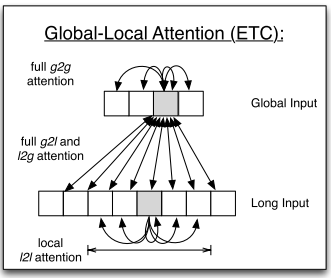 Global-Local Attention (ETC):
full g2g
attention
Global Input
full g2l and
l2g attention
Long Input
local
l2l attention